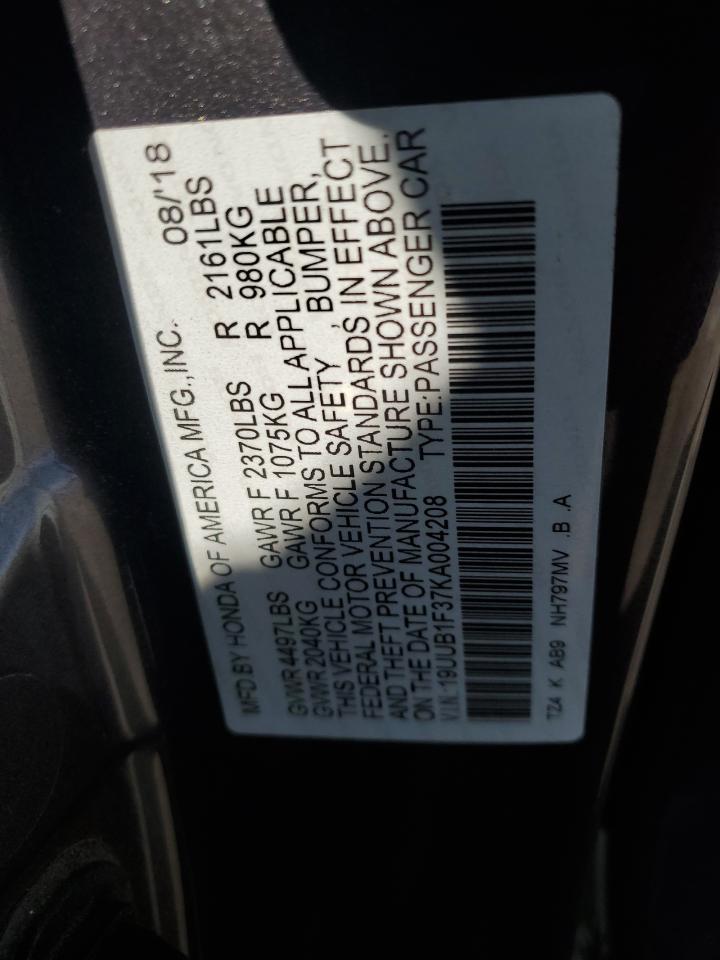 MFD BY HONDA OF AMERICA MFG., INC. 08/'18
GVWR 4497LBS GAWR F 2370LBS R 2161LBS
GVWR 2040KG GAWR F 1075KG R 980KG
THIS VEHICLE CONFORMS TO ALL APPLICABLE
FEDERAL MOTOR VEHICLE SAFETY, BUMPER,
AND THEFT PREVENTION STANDARDS IN EFFECT
ON THE DATE OF MANUFACTURE SHOWN ABOVE.
V.I.N. 19UUB1F37KA004208 TYPE: PASSENGER CAR
TZ4 K AB9 NH797MV .B .A